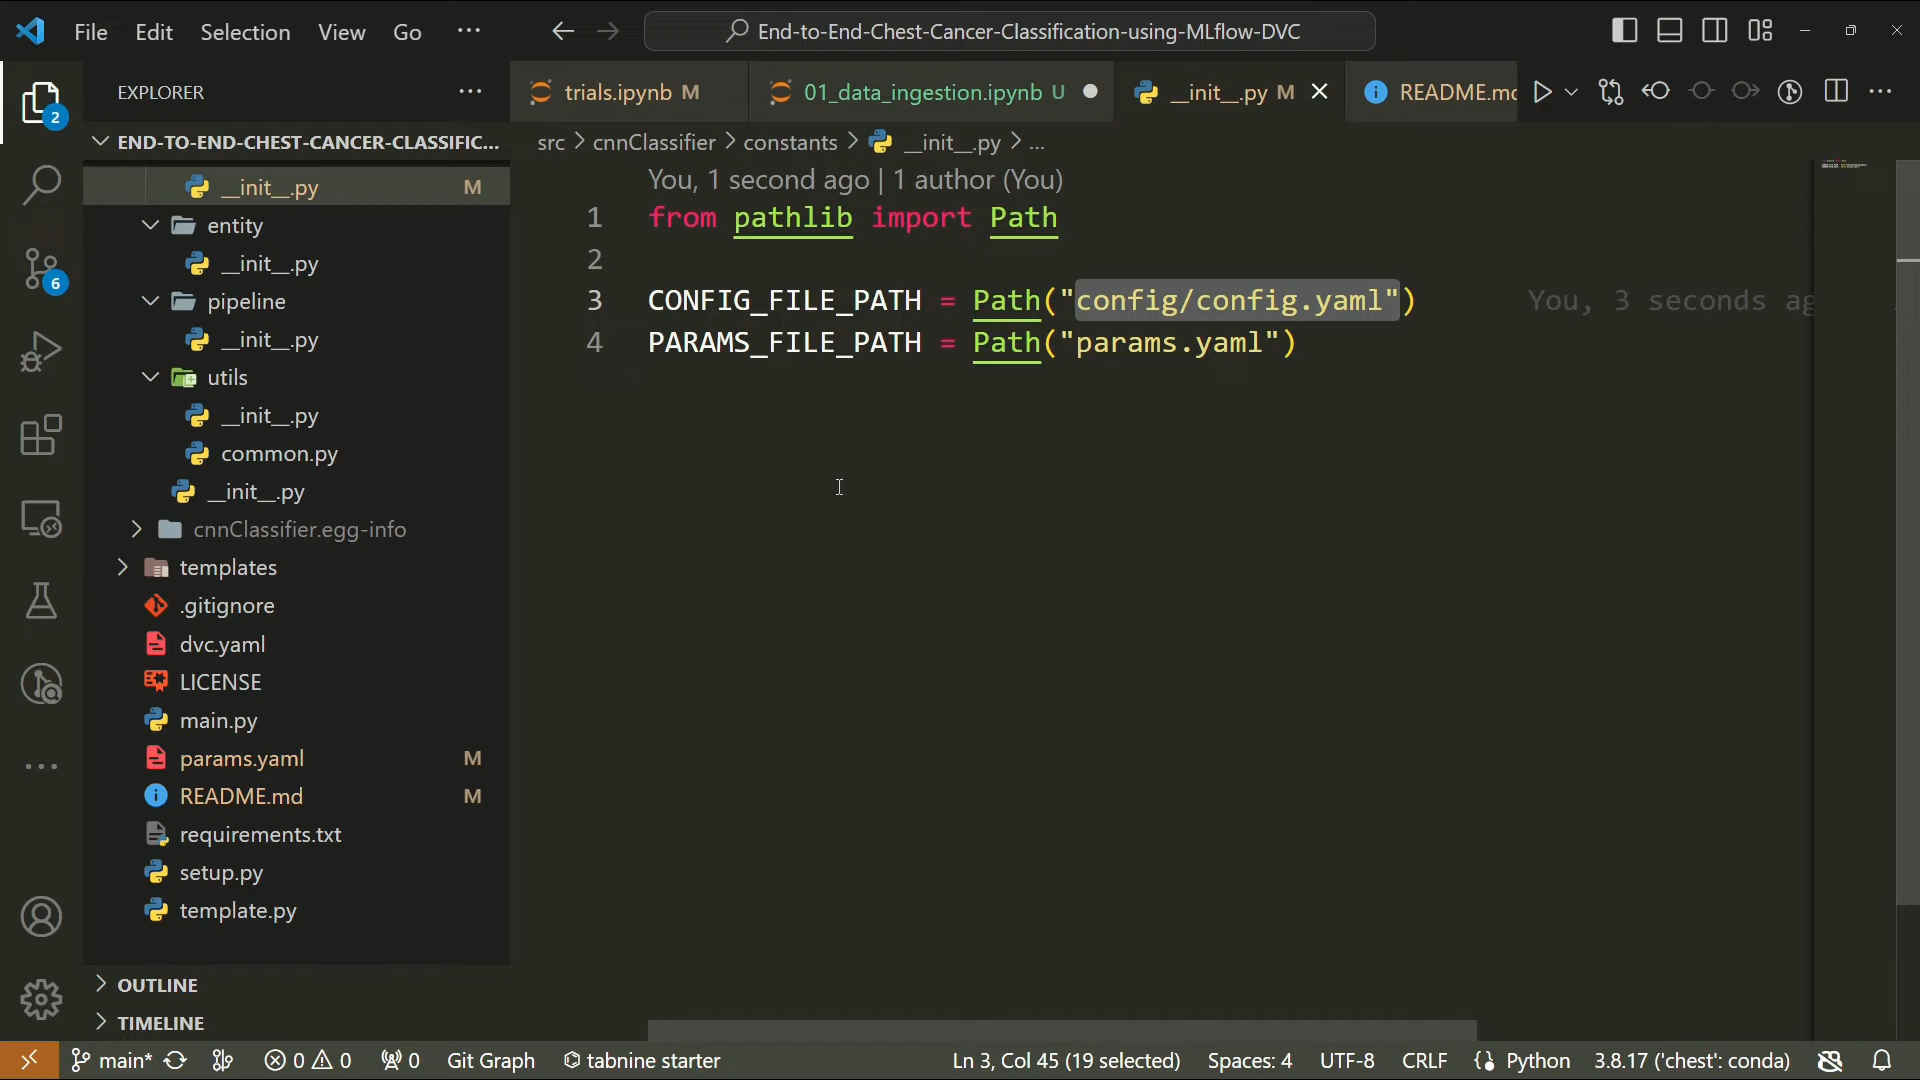 File Edit Selection View Go ...
End-to-End-Chest-Cancer-Classification-using-MLflow-DVC
EXPLORER
trials.ipynb M
01_data_ingestion.ipynb U
__init__.py M
README.md
END-TO-END-CHEST-CANCER-CLASSIFIC...
src > cnnClassifier > constants > __init__.py > ...
2
__init__.py M
entity
__init__.py
pipeline
__init__.py
utils
__init__.py
common.py
__init__.py
cnnClassifier.egg-info
templates
.gitignore
dvc.yaml
LICENSE
main.py
params.yaml M
README.md M
requirements.txt
setup.py
template.py
OUTLINE
TIMELINE
6
You, 1 second ago | 1 author (You)
1 from pathlib import Path
2
3 CONFIG_FILE_PATH = Path("config/config.yaml") You, 3 seconds ag
4 PARAMS_FILE_PATH = Path("params.yaml")
main* 0 0 0 Git Graph tabnine starter Ln 3, Col 45 (19 selected) Spaces: 4 UTF-8 CRLF Python 3.8.17 ('chest': conda)